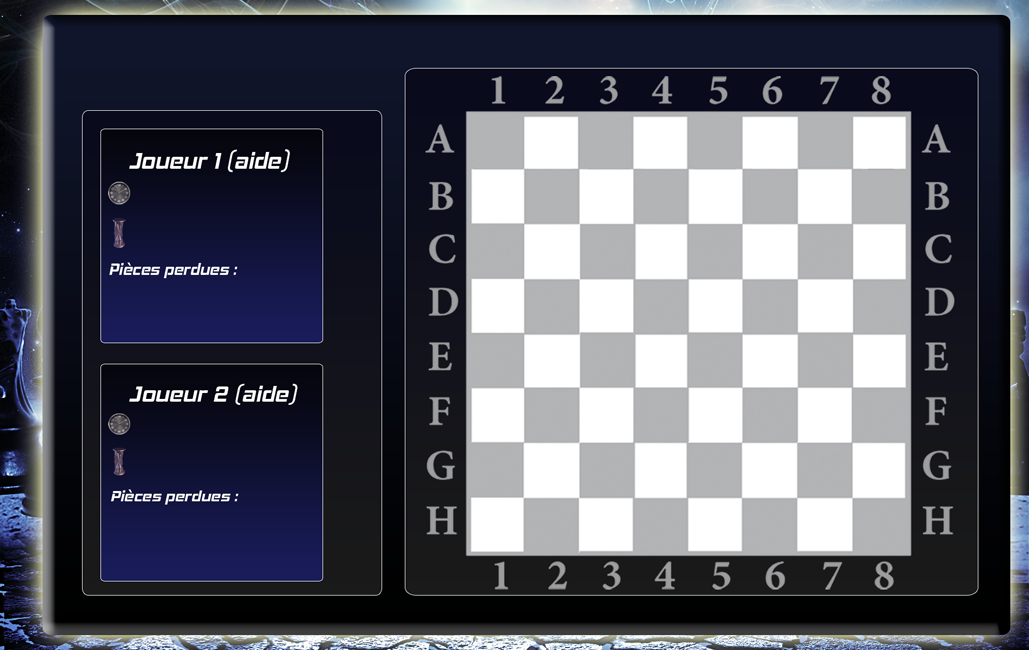 Joueur 1 (aide)
Pièces perdues :
Joueur 2 (aide)
Pièces perdues :
1 2 3 4 5 6 7 8
A A
B B
C C
D D
E E
F F
G G
H H
1 2 3 4 5 6 7 8